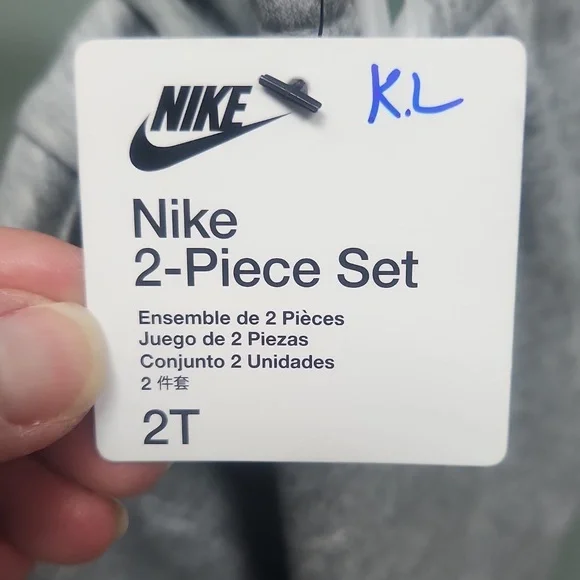 NIKE
K.L
Nike
2-Piece Set
Ensemble de 2 Pièces
Juego de 2 Piezas
Conjunto 2 Unidades
2 件套
2T